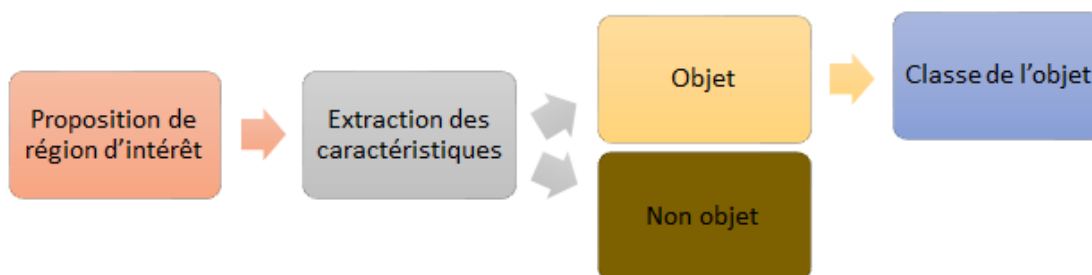 Proposition de
région d'intérêt
Extraction des
caractéristiques
Objet
Non objet
Classe de l'objet